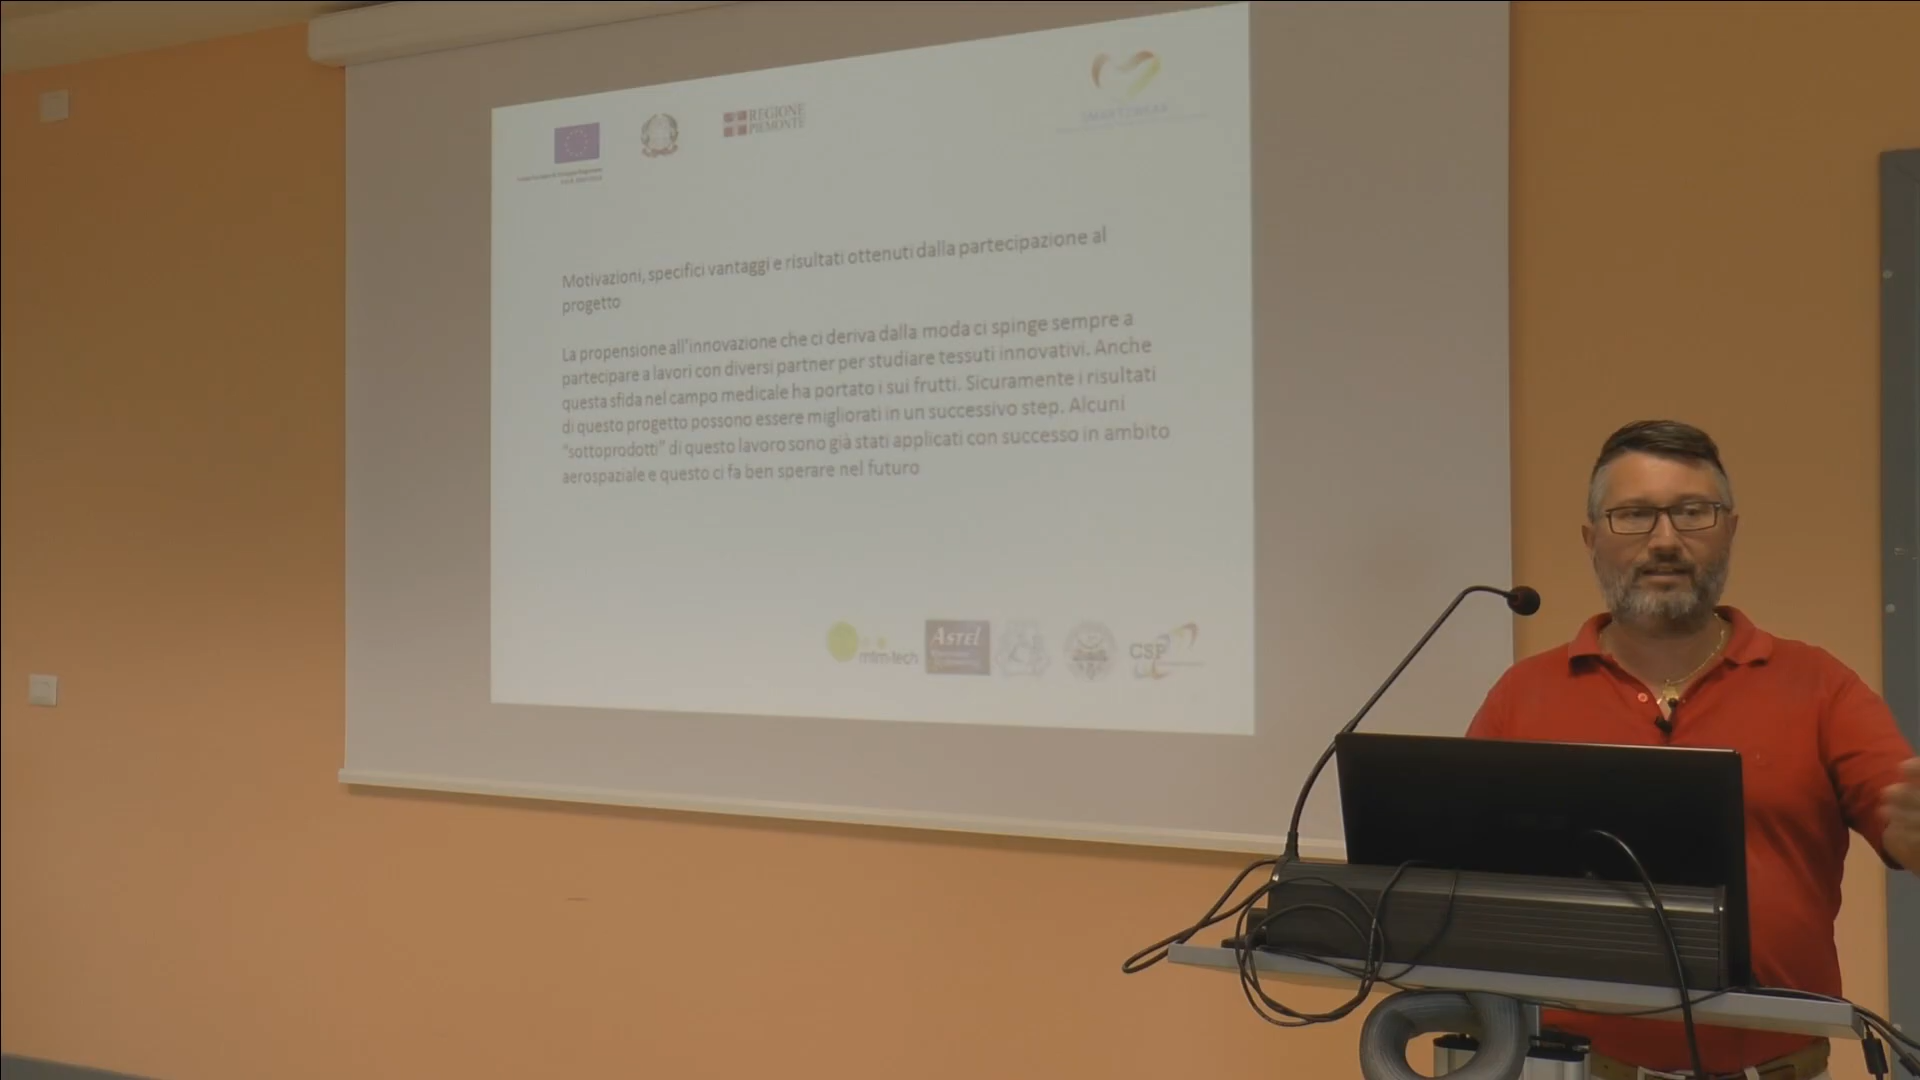 REGIONE
PIEMONTE
Motivazioni, specifici vantaggi e risultati ottenuti dalla partecipazione al
progetto
La propensione all'innovazione che ci deriva dalla moda ci spinge sempre a
partecipare a lavori con diversi partner per studiare tessuti innovativi. Anche
questa sfida nel campo medicale ha portato i sui frutti. Sicuramente i risultati
di questo progetto possono essere migliorati in un successivo step. Alcuni
“sottoprodotti” di questo lavoro sono già stati applicati con successo in ambito
aerospaziale e questo ci fa ben sperare nel futuro
mtm-tech
ASTEL
CSP